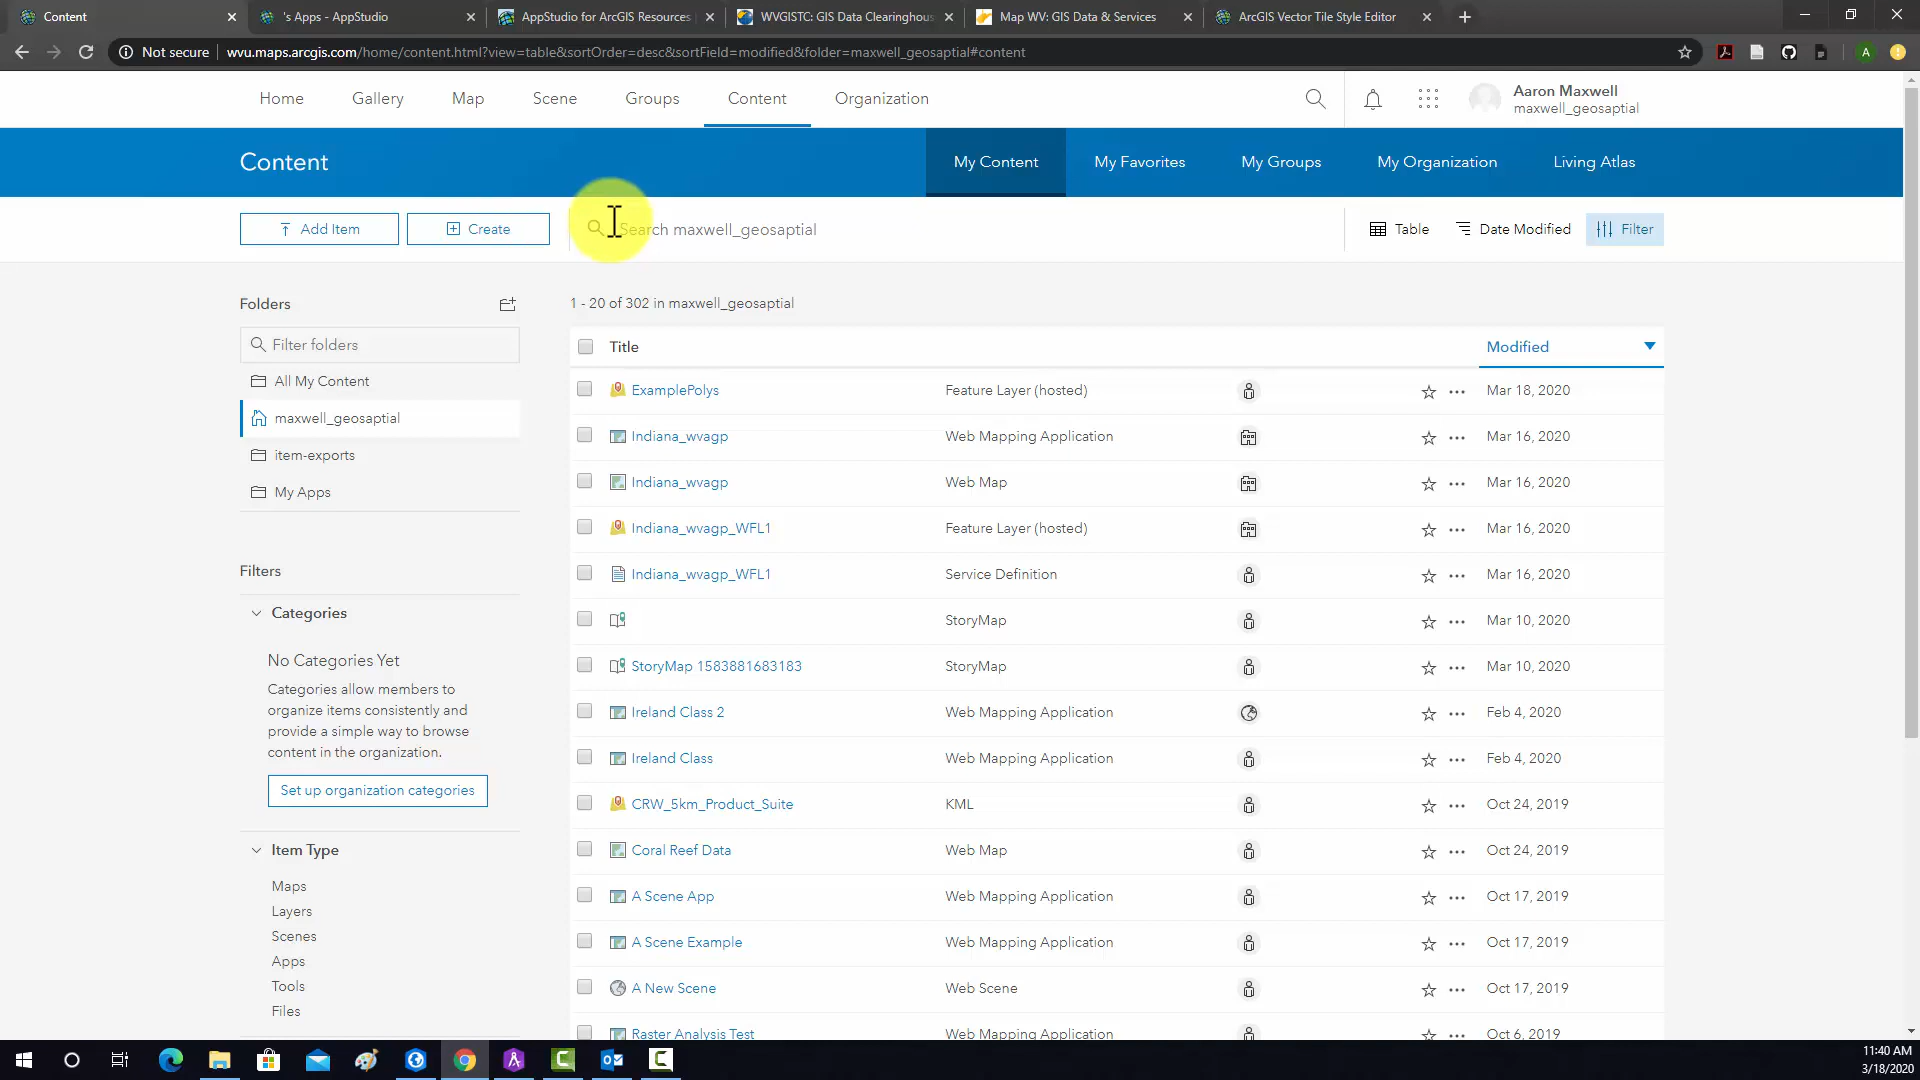 Content
's Apps - AppStudio
AppStudio for ArcGIS Resources
WVGISTC: GIS Data Clearinghous
Map WV: GIS Data & Services
ArcGIS Vector Tile Style Editor
Not secure
wvu.maps.arcgis.com/home/content.html?view=table&sortOrder=desc&sortField=modified&folder=maxwell_geosaptial#content
A
Home
Gallery
Map
Scene
Groups
Content
Organization
Aaron Maxwell
maxwell_geosaptial
Content
My Content
My Favorites
My Groups
My Organization
Living Atlas
Add Item
Create
Search maxwell_geosaptial
Table
Date Modified
Filter
Folders
Filter folders
All My Content
maxwell_geosaptial
item-exports
My Apps
Filters
Categories
No Categories Yet
Categories allow members to
organize items consistently and
provide a simple way to browse
content in the organization.
Set up organization categories
Item Type
Maps
Layers
Scenes
Apps
Tools
Files
1 - 20 of 302 in maxwell_geosaptial
Title Modified
ExamplePolys Feature Layer (hosted) Mar 18, 2020
Indiana_wvagp Web Mapping Application Mar 16, 2020
Indiana_wvagp Web Map Mar 16, 2020
Indiana_wvagp_WFL1 Feature Layer (hosted) Mar 16, 2020
Indiana_wvagp_WFL1 Service Definition Mar 16, 2020
StoryMap Mar 10, 2020
StoryMap 1583881683183 StoryMap Mar 10, 2020
Ireland Class 2 Web Mapping Application Feb 4, 2020
Ireland Class Web Mapping Application Feb 4, 2020
CRW_5km_Product_Suite KML Oct 24, 2019
Coral Reef Data Web Map Oct 24, 2019
A Scene App Web Mapping Application Oct 17, 2019
A Scene Example Web Mapping Application Oct 17, 2019
A New Scene Web Scene Oct 17, 2019
Raster Analysis Test Web Mapping Application Oct 6, 2019
11:40 AM
3/18/2020